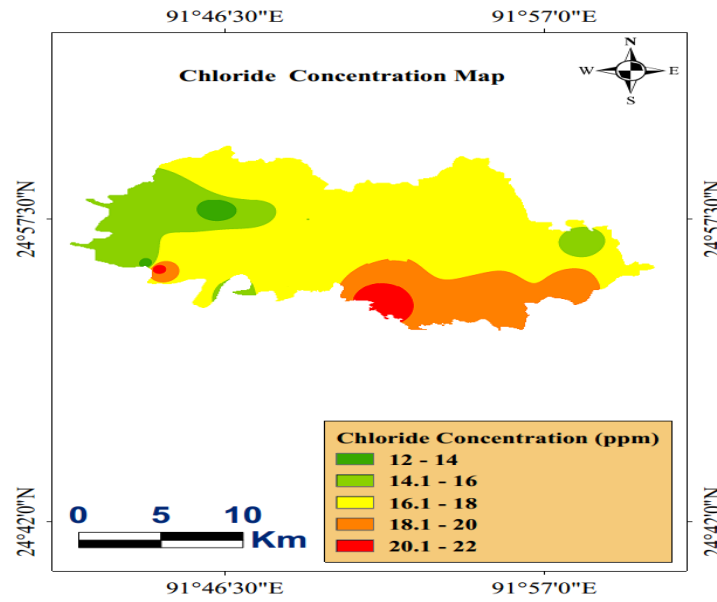 91°46'30"E 91°57'0"E
Chloride Concentration Map
N
W E
S
24°57'30"N 24°57'30"N
Chloride Concentration (ppm)
12 - 14
14.1 - 16
16.1 - 18
18.1 - 20
20.1 - 22
0 5 10
Km
24°42'0"N 24°42'0"N
91°46'30"E 91°57'0"E